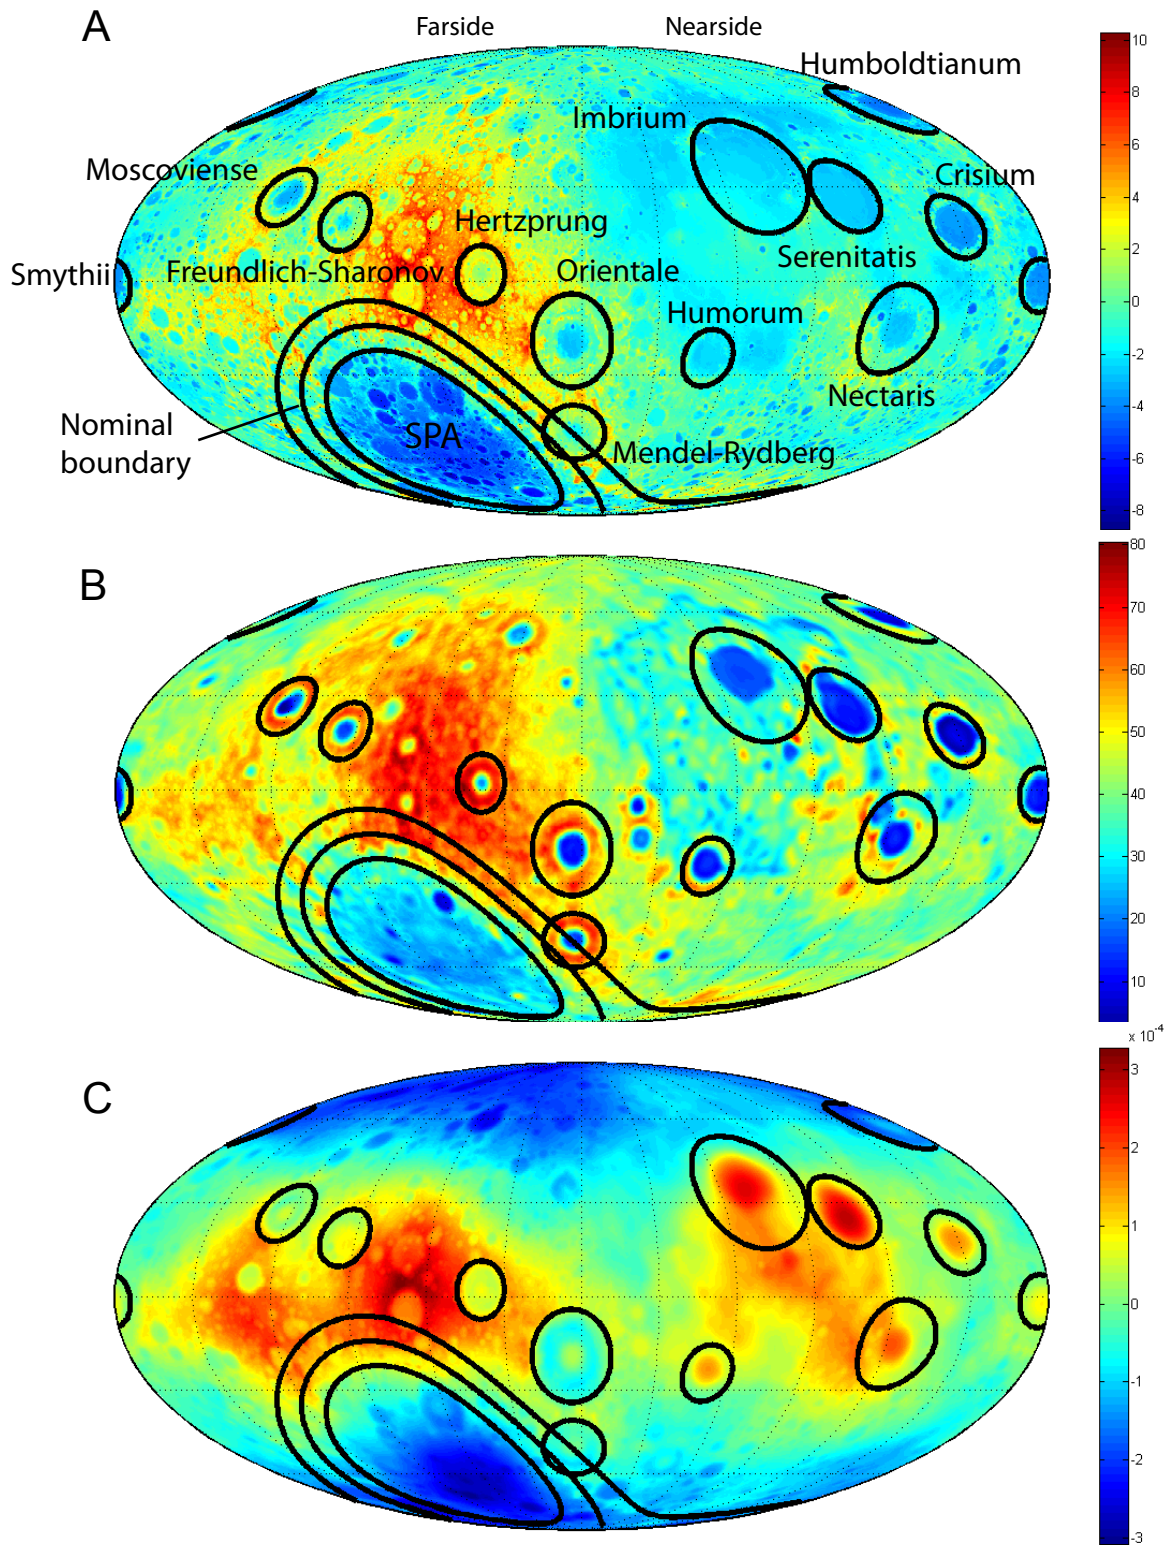 A
Farside
Nearside
Humboldtianum
Imbrium
Moscoviense
Crisium
Hertzprung
Smythii
Freundlich-Sharonov
Orientale
Serenitatis
Humorum
Nectaris
Nominal
boundary
SPA
Mendel-Rydberg
10
8
6
4
2
0
-2
-4
-6
-8
B
80
70
60
50
40
30
20
10
C
x 10⁻⁴
3
2
1
0
-1
-2
-3